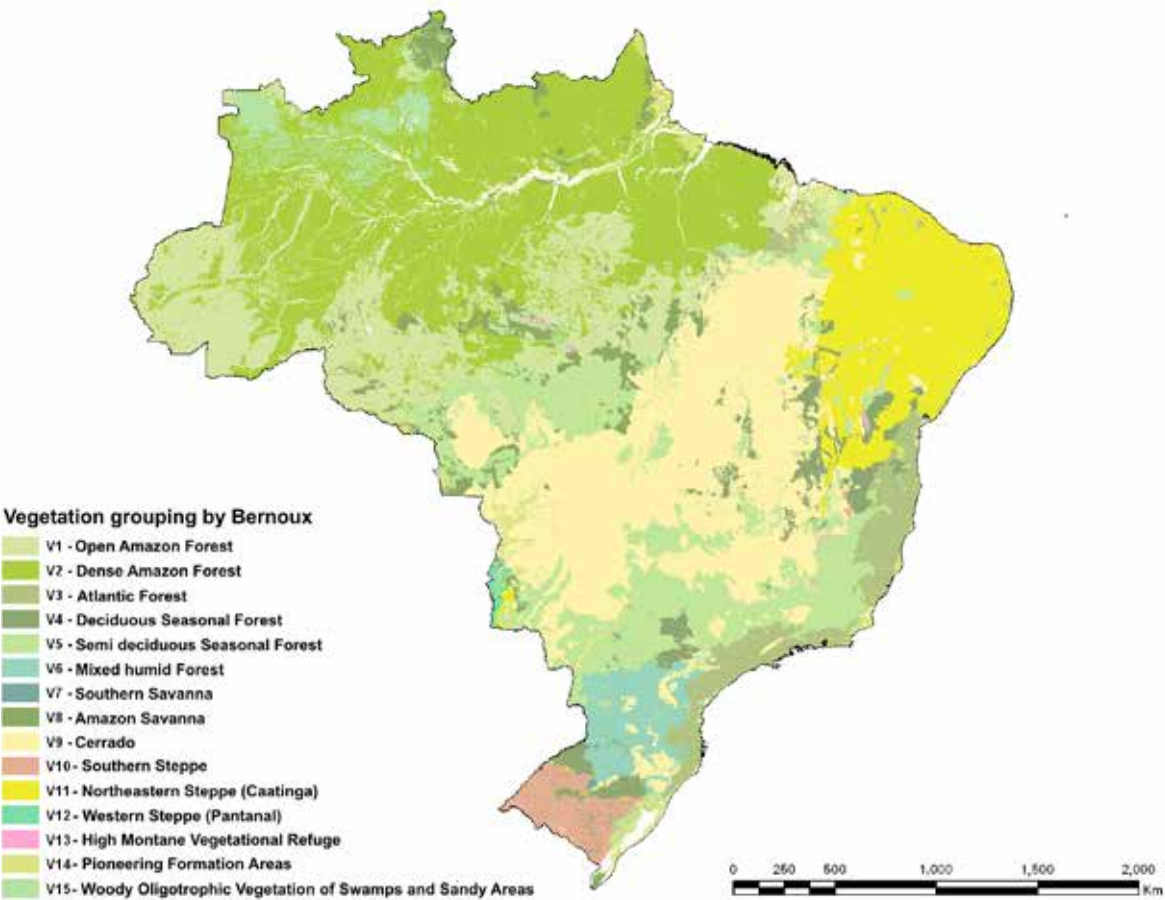 Vegetation grouping by Bernoux
V1 - Open Amazon Forest
V2 - Dense Amazon Forest
V3 - Atlantic Forest
V4 - Deciduous Seasonal Forest
V5 - Semi deciduous Seasonal Forest
V6 - Mixed humid Forest
V7 - Southern Savanna
V8 - Amazon Savanna
V9 - Cerrado
V10- Southern Steppe
V11- Northeastern Steppe (Caatinga)
V12- Western Steppe (Pantanal)
V13- High Montane Vegetational Refuge
V14- Pioneering Formation Areas
V15- Woody Oligotrophic Vegetation of Swamps and Sandy Areas
0 250 500 1,000 1,500 2,000
Km